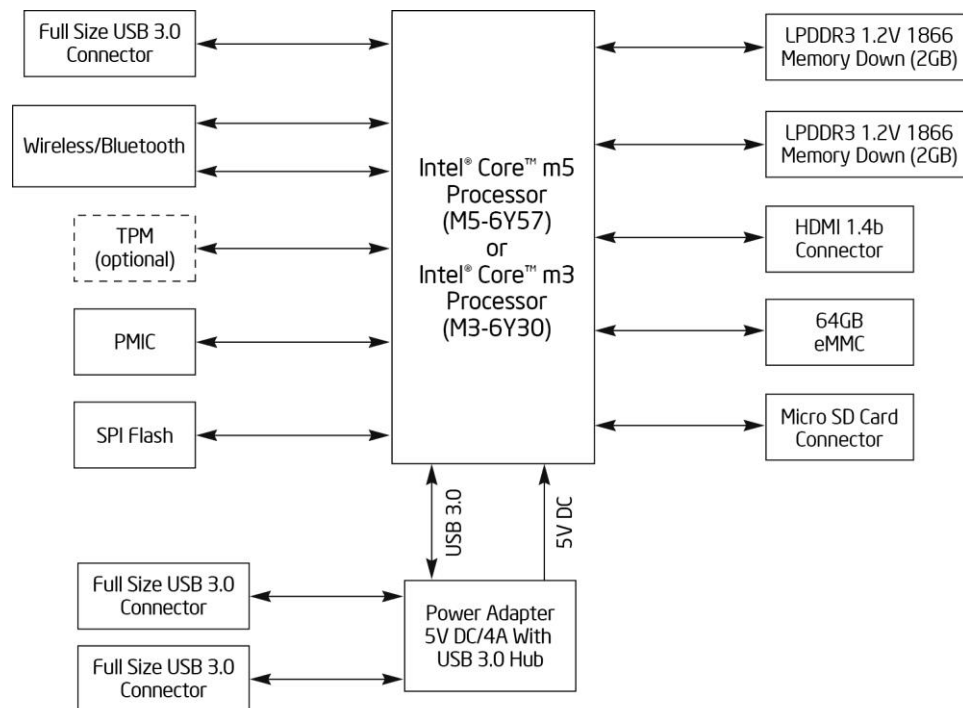 Full Size USB 3.0
Connector
Wireless/Bluetooth
TPM
(optional)
PMIC
SPI Flash
Intel® Core™ m5
Processor
(M5-6Y57)
or
Intel® Core™ m3
Processor
(M3-6Y30)
LPDDR3 1.2V 1866
Memory Down (2GB)
LPDDR3 1.2V 1866
Memory Down (2GB)
HDMI 1.4b
Connector
64GB
eMMC
Micro SD Card
Connector
USB 3.0
5V DC
Full Size USB 3.0
Connector
Full Size USB 3.0
Connector
Power Adapter
5V DC/4A With
USB 3.0 Hub